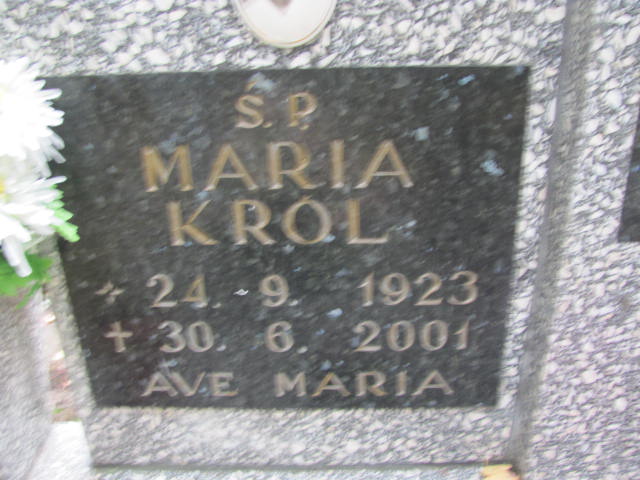 Ś.P.
MARIA
KRÓL
* 24. 9. 1923
+ 30. 6. 2001
AVE MARIA